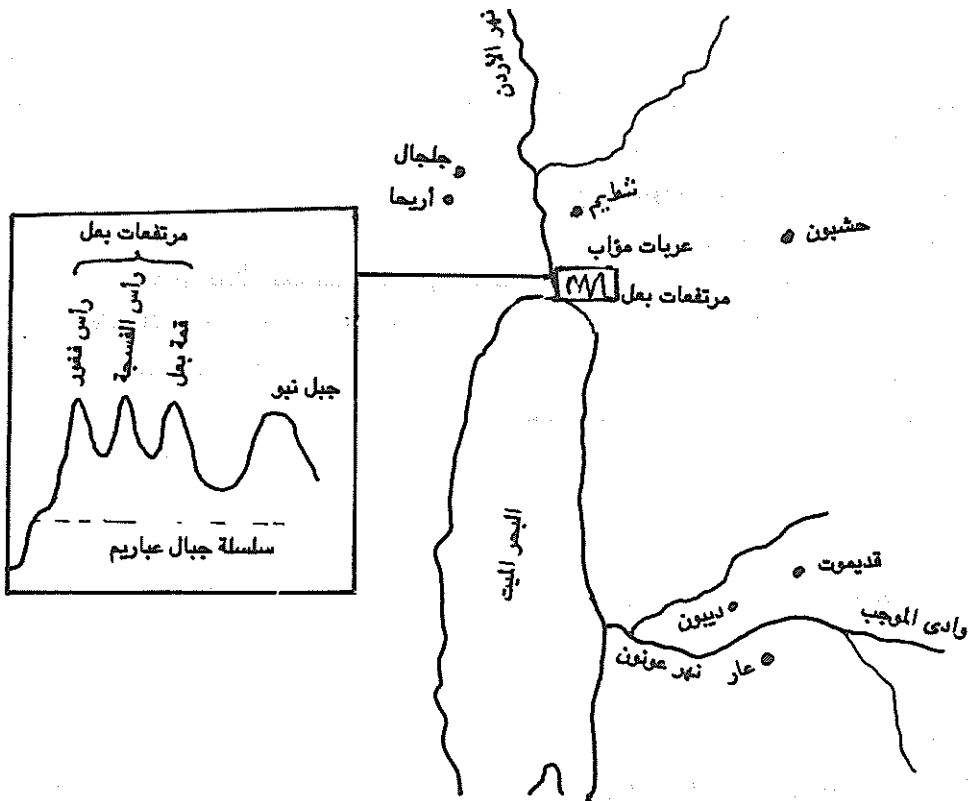 نهر الأردن
جلجال
أريحا
شطيم
حشبون
عربات مؤاب
مرتفعات بعل
مرتفعات بعل
رأس فغور
رأس الفسجة
قمة بعل
جبل نبو
سلسلة جبال عباريم
البحر الميت
قديموت
ديبون
وادى الموجب
نهر عونون
عار